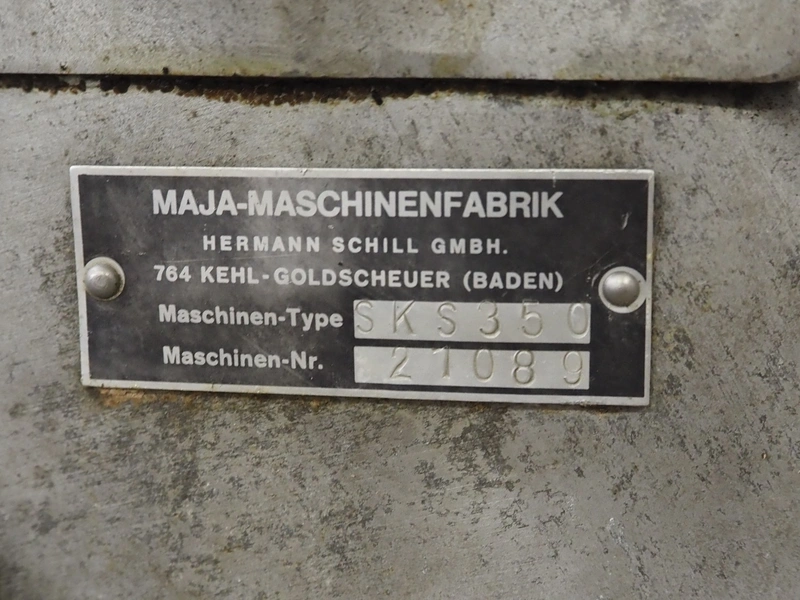 MAJA-MASCHINENFABRIK
HERMANN SCHILL GMBH.
764 KEHL-GOLDSCHEUER (BADEN)
Maschinen-Type SKS350
Maschinen-Nr. 21089